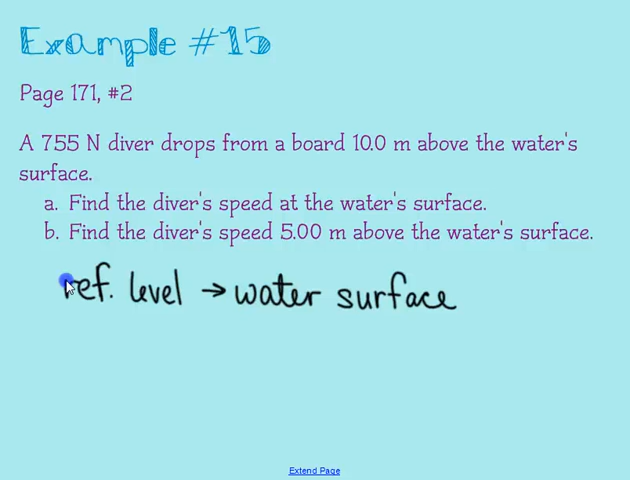 Example #15
Page 171, #2
A 755 N diver drops from a board 10.0 m above the water's
surface.
a. Find the diver's speed at the water's surface.
b. Find the diver's speed 5.00 m above the water's surface.
ref. level → water surface
Extend Page